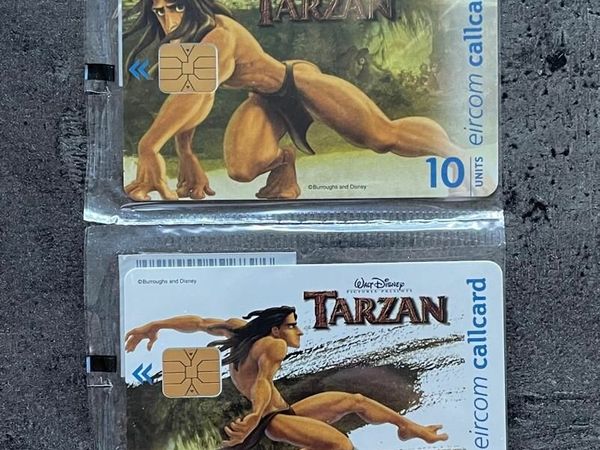 TARZAN
eircom callcard
10
UNITS
©Burroughs and Disney
©Burroughs and Disney
WALT DISNEY
PICTURES PRESENTS
TARZAN
eircom callcard